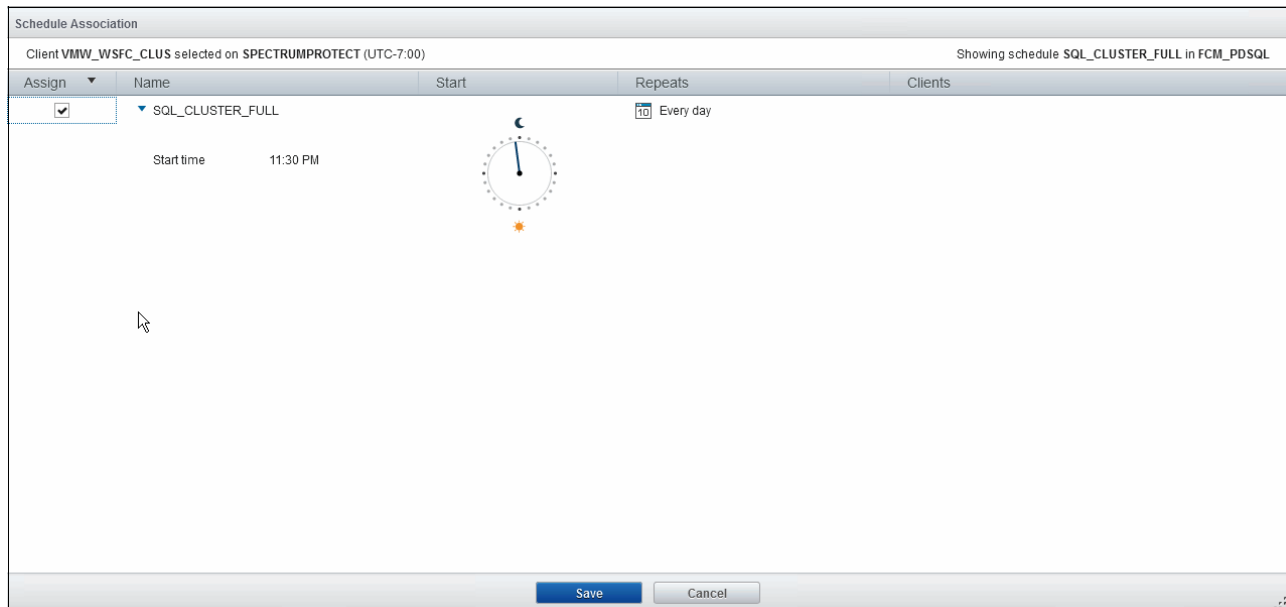 Schedule Association
Client VMW_WSFC_CLUS selected on SPECTRUMPROTECT (UTC-7:00) Showing schedule SQL_CLUSTER_FULL in FCM_PDSQL
Assign Name Start Repeats Clients
SQL_CLUSTER_FULL 10 Every day
Start time 11:30 PM
Save Cancel